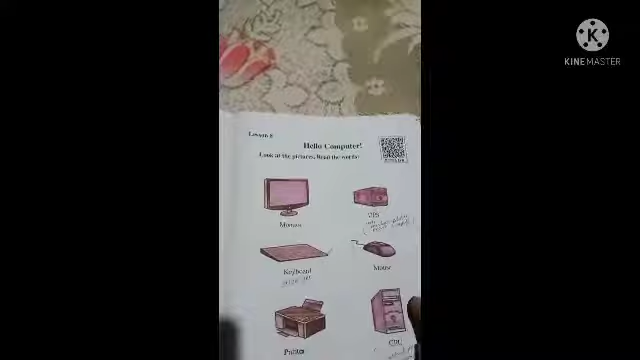 KINEMASTER
Lesson 8
Hello Computer!
Look at the pictures. Read the words.
Monitor
UPS
Keyboard
Mouse
Printer
CPU